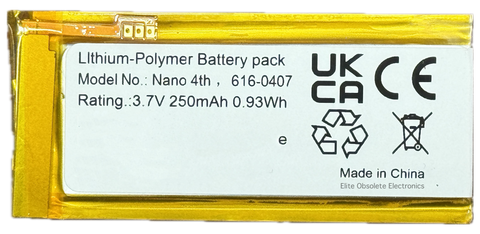 LIthium-Polymer Battery pack
Model No.: Nano 4th , 616-0407
Rating.:3.7V 250mAh 0.93Wh
UK
CA
CE
e
Made in China
Elite Obsolete Electronics